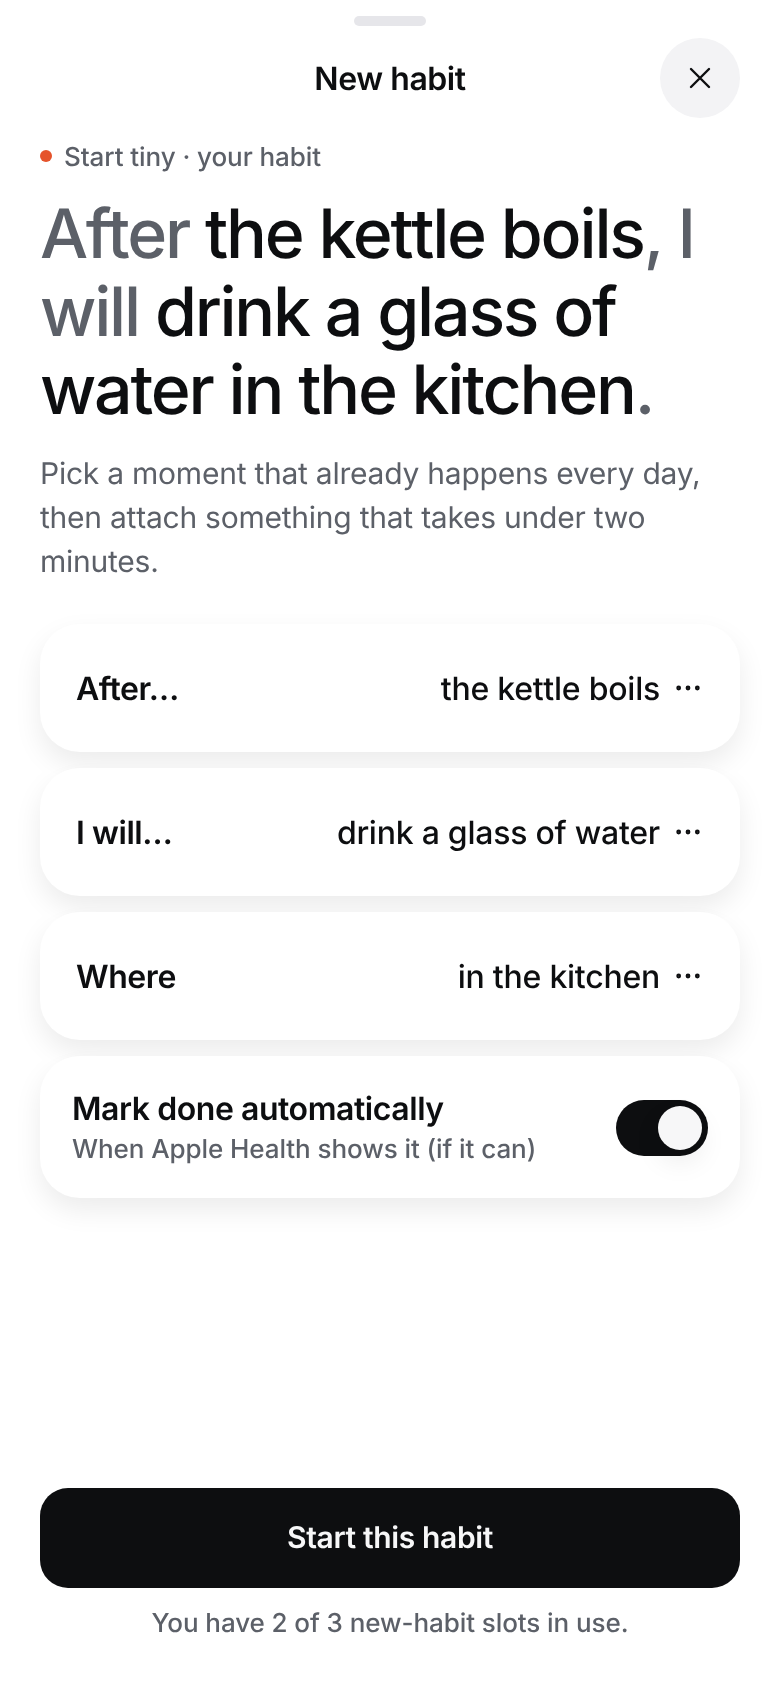 New habit
Start tiny · your habit
After the kettle boils, I
will drink a glass of
water in the kitchen.
Pick a moment that already happens every day,
then attach something that takes under two
minutes.
After... the kettle boils ···
I will... drink a glass of water ···
Where in the kitchen ···
Mark done automatically
When Apple Health shows it (if it can)
Start this habit
You have 2 of 3 new-habit slots in use.